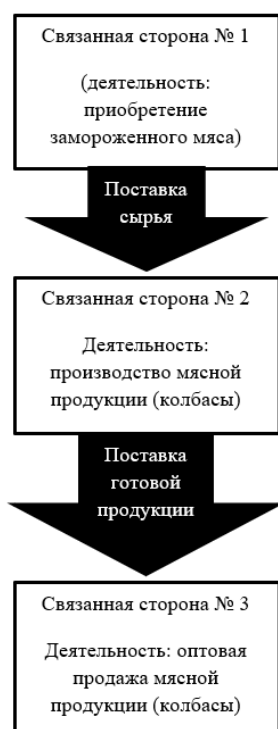 Связанная сторона № 1
(деятельность:
приобретение
замороженного мяса)
Поставка
сырья
Связанная сторона № 2
Деятельность:
производство мясной
продукции (колбасы)
Поставка
готовой
продукции
Связанная сторона № 3
Деятельность: оптовая
продажа мясной
продукции (колбасы)